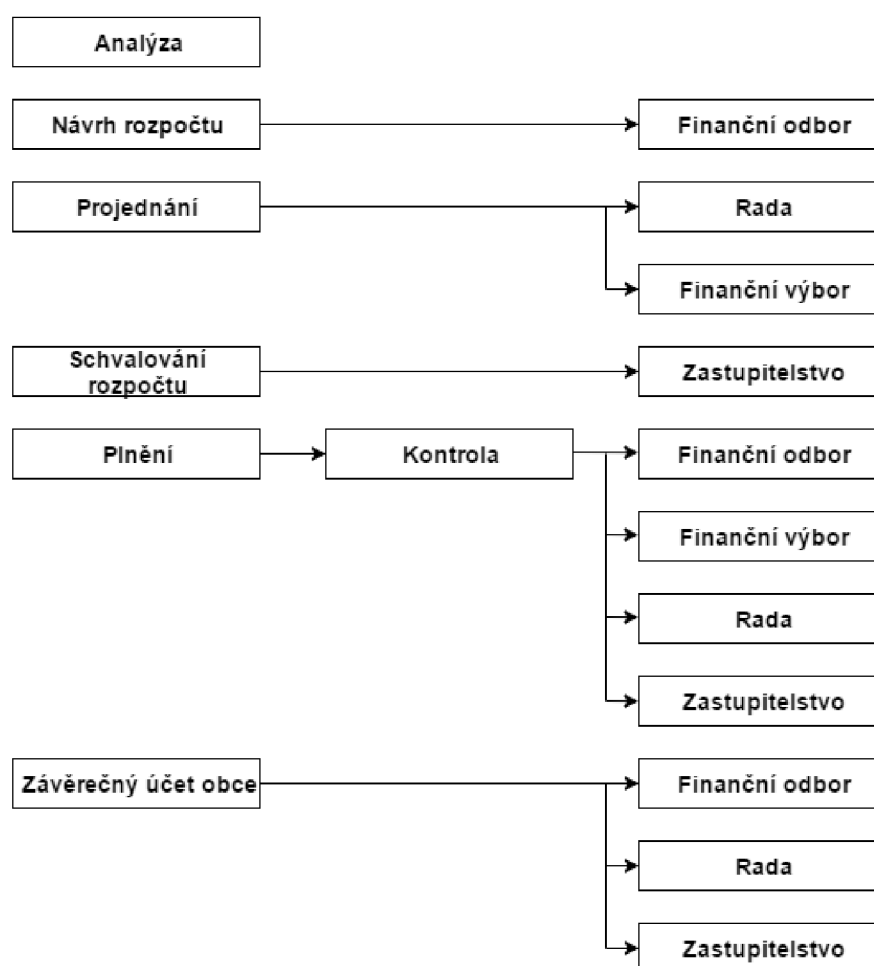 Analýza
Návrh rozpočtu
Finanční odbor
Projednání
Rada
Finanční výbor
Schvalování
rozpočtu
Zastupitelstvo
Plnění
Kontrola
Finanční odbor
Finanční výbor
Rada
Zastupitelstvo
Závěrečný účet obce
Finanční odbor
Rada
Zastupitelstvo